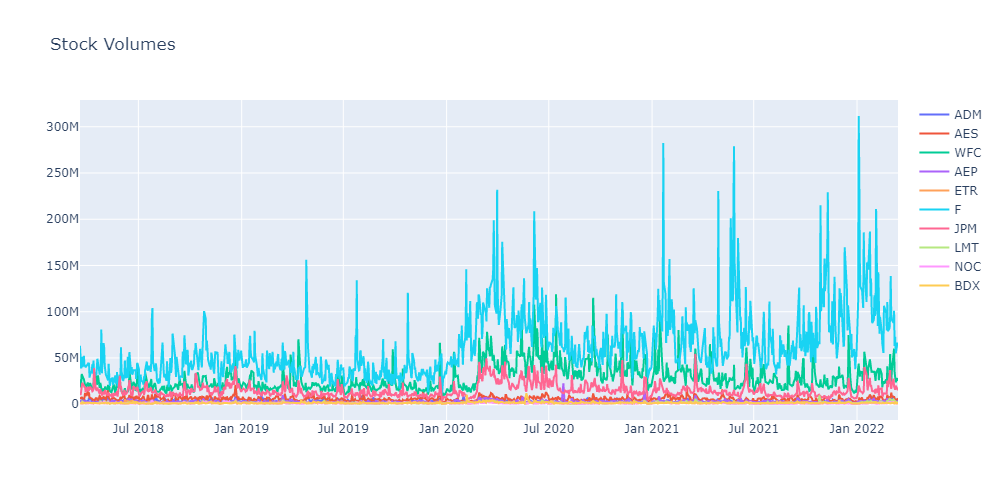 Stock Volumes
300M
250M
200M
150M
100M
50M
0
Jul 2018
Jan 2019
Jul 2019
Jan 2020
Jul 2020
Jan 2021
Jul 2021
Jan 2022
ADM
AES
WFC
AEP
ETR
F
JPM
LMT
NOC
BDX